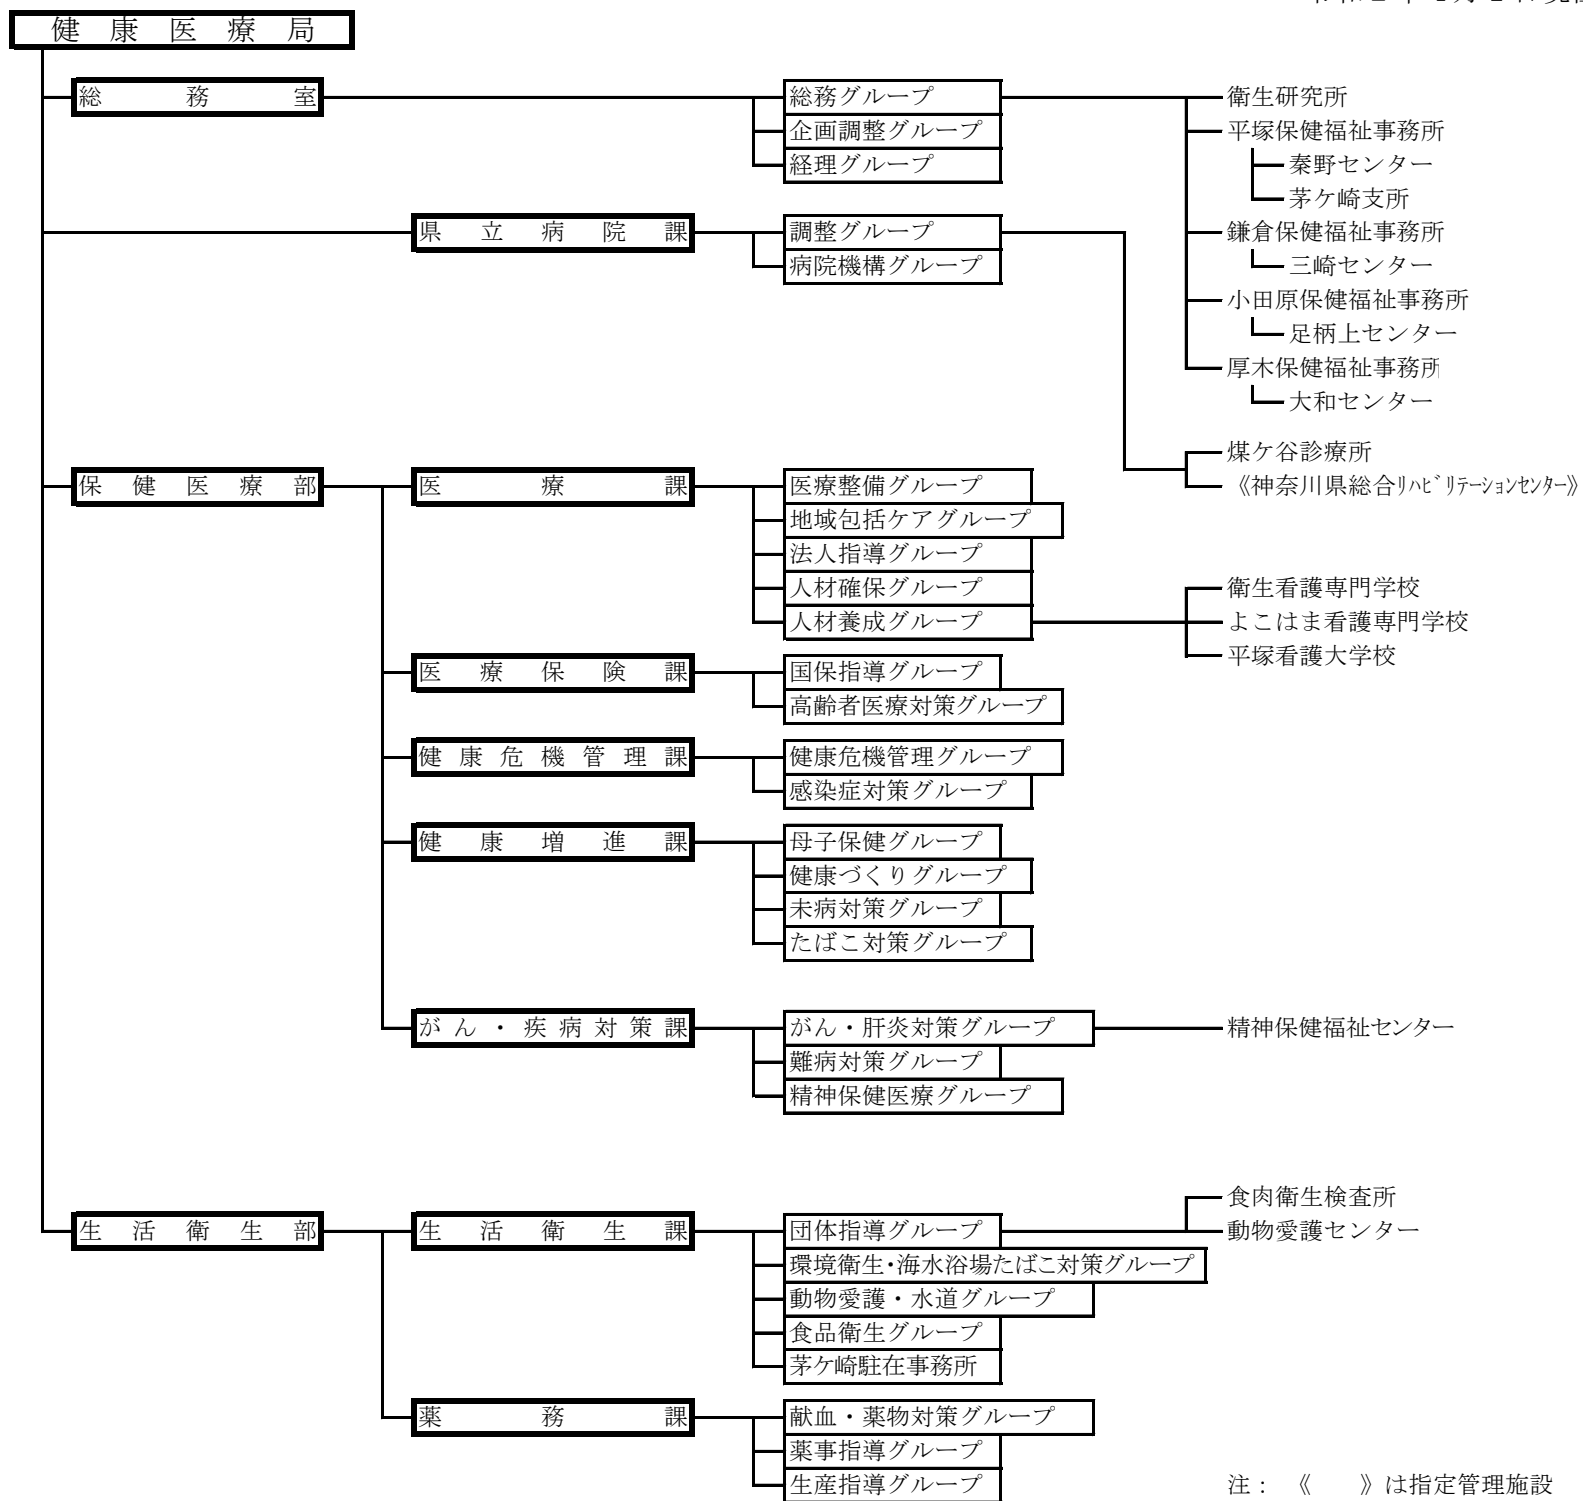 健康医療局
総務室 総務グループ 衛生研究所
企画調整グループ 平塚保健福祉事務所
経理グループ 秦野センター
茅ケ崎支所
県立病院課 調整グループ 鎌倉保健福祉事務所
病院機構グループ 三崎センター
小田原保健福祉事務所
足柄上センター
厚木保健福祉事務所
大和センター
煤ケ谷診療所
保健医療部 医療課 医療整備グループ 《神奈川県総合ﾘﾊﾋﾞﾘﾃｰｼｮﾝｾﾝﾀｰ》
地域包括ケアグループ
法人指導グループ
人材確保グループ 衛生看護専門学校
人材養成グループ よこはま看護専門学校
平塚看護大学校
医療保険課 国保指導グループ
高齢者医療対策グループ
健康危機管理課 健康危機管理グループ
感染症対策グループ
健康増進課 母子保健グループ
健康づくりグループ
未病対策グループ
たばこ対策グループ
がん・疾病対策課 がん・肝炎対策グループ 精神保健福祉センター
難病対策グループ
精神保健医療グループ
食肉衛生検査所
生活衛生部 生活衛生課 団体指導グループ 動物愛護センター
環境衛生・海水浴場たばこ対策グループ
動物愛護・水道グループ
食品衛生グループ
茅ケ崎駐在事務所
薬務課 献血・薬物対策グループ
薬事指導グループ
生産指導グループ 注： 《　　》は指定管理施設